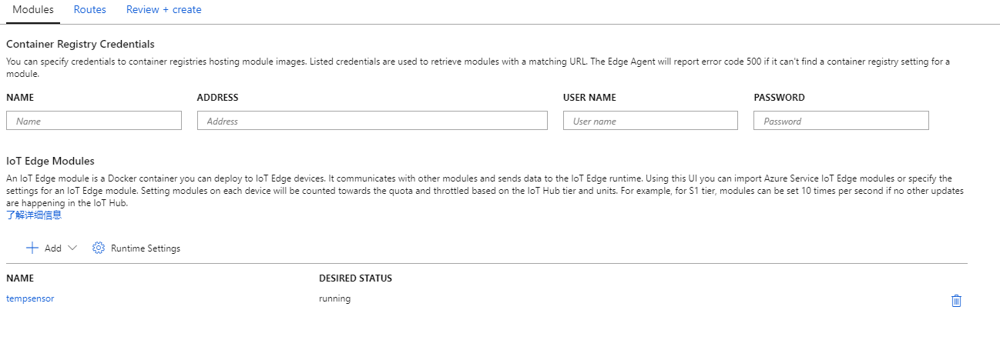 Modules Routes Review + create
Container Registry Credentials
You can specify credentials to container registries hosting module images. Listed credentials are used to retrieve modules with a matching URL. The Edge Agent will report error code 500 if it can't find a container registry setting for a
module.
NAME ADDRESS USER NAME PASSWORD
Name Address User name Password
IoT Edge Modules
An IoT Edge module is a Docker container you can deploy to IoT Edge devices. It communicates with other modules and sends data to the IoT Edge runtime. Using this UI you can import Azure Service IoT Edge modules or specify the
settings for an IoT Edge module. Setting modules on each device will be counted towards the quota and throttled based on the IoT Hub tier and units. For example, for S1 tier, modules can be set 10 times per second if no other updates
are happening in the IoT Hub.
了解详细信息
Add Runtime Settings
NAME DESIRED STATUS
tempsensor running